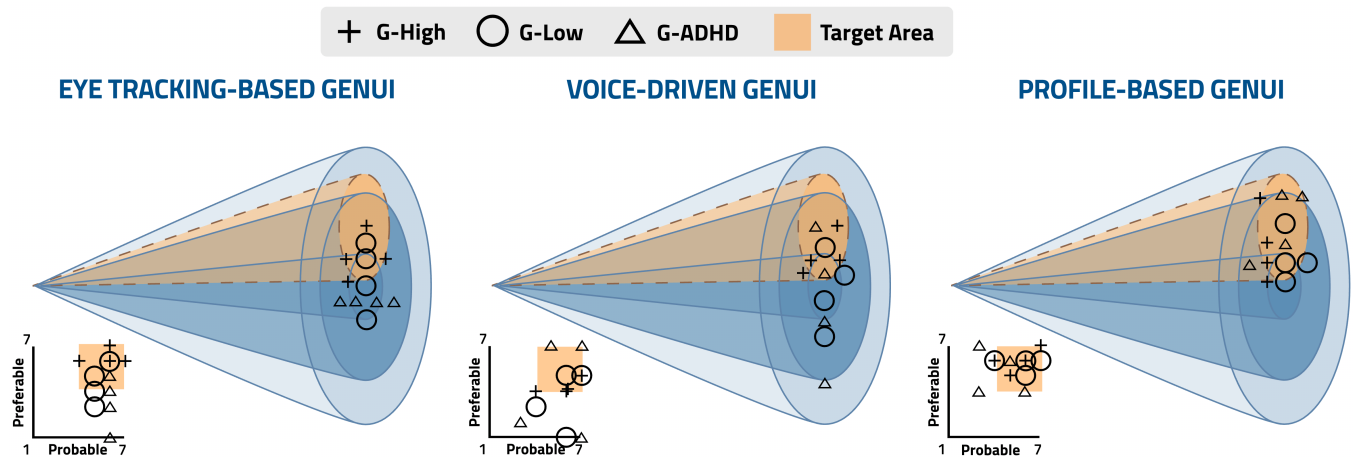 G-High G-Low G-ADHD Target Area
EYE TRACKING-BASED GENUI VOICE-DRIVEN GENUI PROFILE-BASED GENUI
7 7 7
Preferable Preferable Preferable
1 Probable 7 1 Probable 7 1 Probable 7